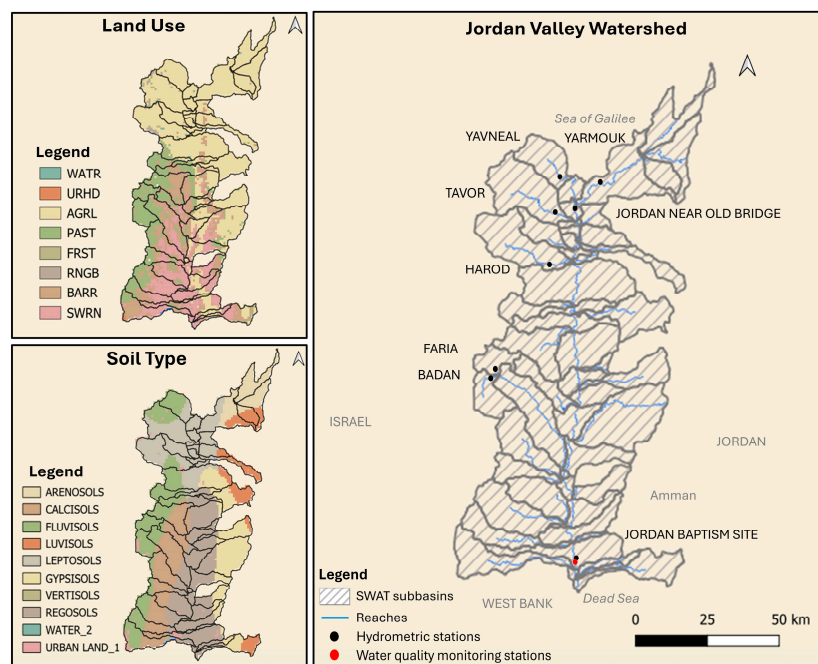 Land Use
Legend
WATR
URHD
AGRL
PAST
FRST
RNGB
BARR
SWRN
Soil Type
Legend
ARENOSOLS
CALCISOLS
FLUVISOLS
LUVISOLS
LEPTOSOLS
GYPSISOLS
VERTISOLS
REGOSOLS
WATER_2
URBAN LAND_1
Jordan Valley Watershed
Sea of Galilee
YAVNEAL
YARMOUK
TAVOR
JORDAN NEAR OLD BRIDGE
HAROD
FARIA
BADAN
ISRAEL
JORDAN
Amman
JORDAN BAPTISM SITE
WEST BANK
Dead Sea
Legend
SWAT subbasins
Reaches
Hydrometric stations
Water quality monitoring stations
0 25 50 km